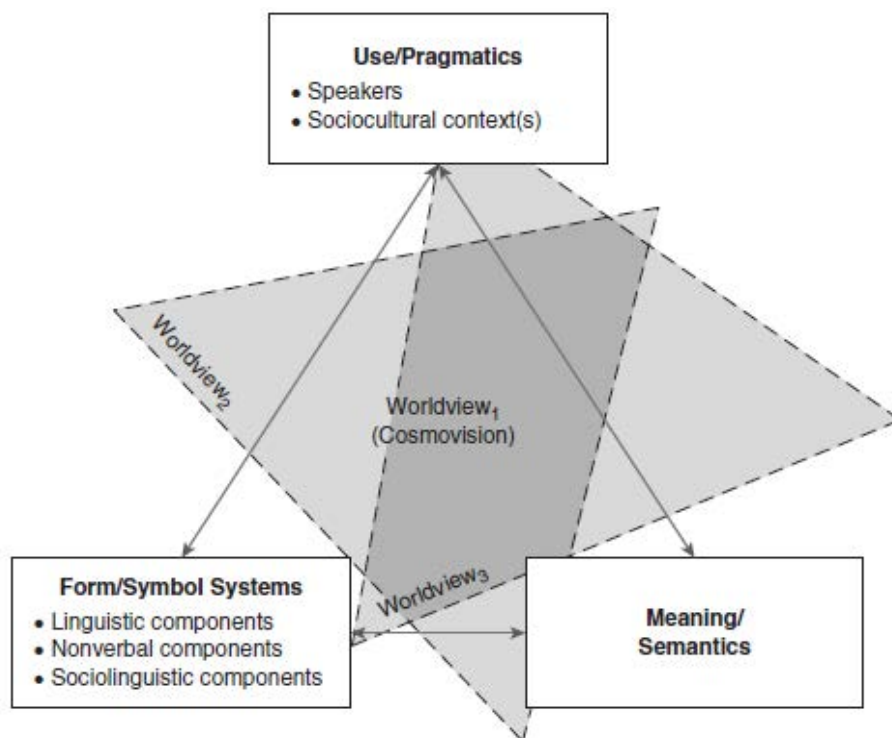 Use/Pragmatics
• Speakers
• Sociocultural context(s)
Worldview₂
Worldview₁
(Cosmovision)
Worldview₃
Form/Symbol Systems
• Linguistic components
• Nonverbal components
• Sociolinguistic components
Meaning/
Semantics